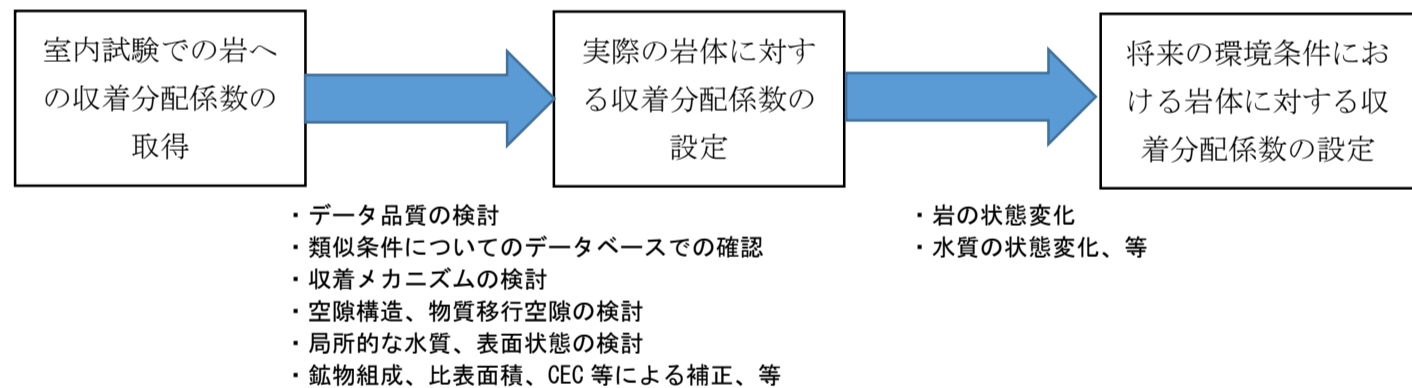 室内試験での岩へ
の収着分配係数の
取得
実際の岩体に対す
る収着分配係数の
設定
将来の環境条件にお
ける岩体に対する収
着分配係数の設定
・データ品質の検討
・類似条件についてのデータベースでの確認
・収着メカニズムの検討
・空隙構造、物質移行空隙の検討
・局所的な水質、表面状態の検討
・鉱物組成、比表面積、CEC 等による補正、等
・岩の状態変化
・水質の状態変化、等